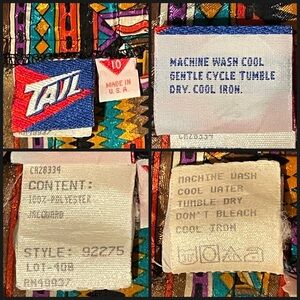 TAIL
10
MADE IN
U.S.A.
MACHINE WASH COOL
GENTLE CYCLE TUMBLE
DRY. COOL IRON.
CA28334
CONTENT:
100% POLYESTER
JACQUARD
STYLE: 92275
LOT-408
RN49937
MACHINE WASH
COOL WATER
TUMBLE DRY
DON'T BLEACH
COOL IRON